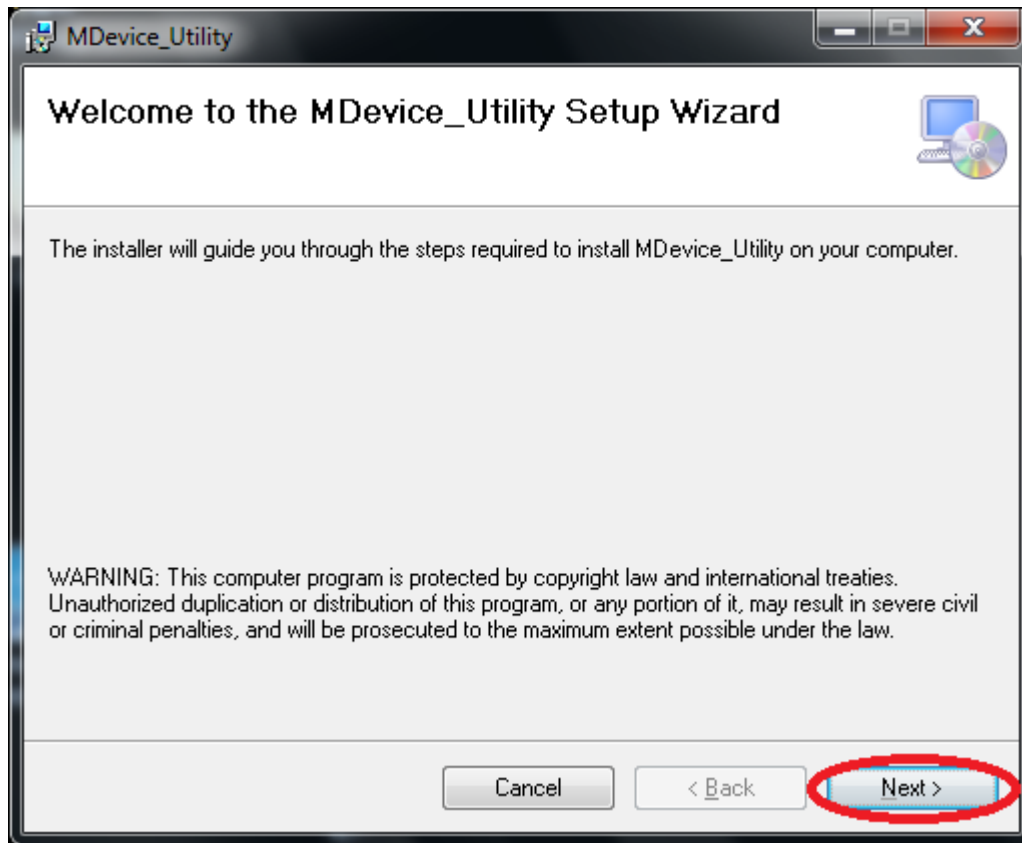 MDevice_Utility
Welcome to the MDevice_Utility Setup Wizard
The installer will guide you through the steps required to install MDevice_Utility on your computer.
WARNING: This computer program is protected by copyright law and international treaties.
Unauthorized duplication or distribution of this program, or any portion of it, may result in severe civil
or criminal penalties, and will be prosecuted to the maximum extent possible under the law.
Cancel < Back Next >